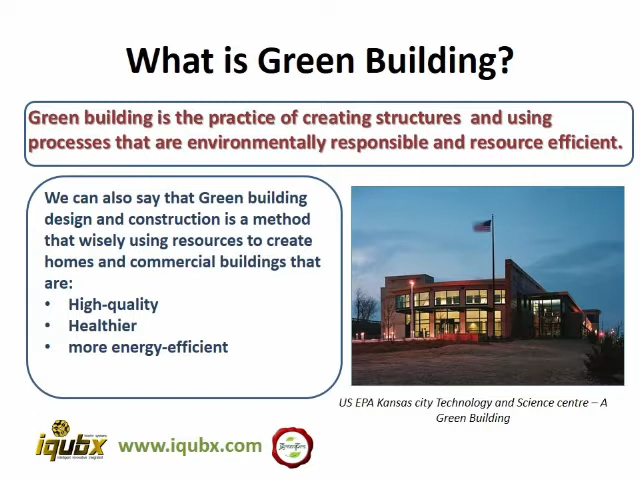 What is Green Building?
Green building is the practice of creating structures and using
processes that are environmentally responsible and resource efficient.
We can also say that Green building
design and construction is a method
that wisely using resources to create
homes and commercial buildings that
are:
• High-quality
• Healthier
• more energy-efficient
US EPA Kansas city Technology and Science centre – A
Green Building
iqubx
www.iqubx.com